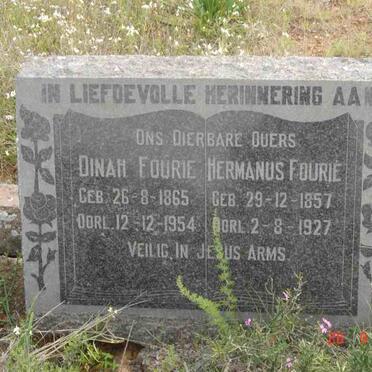 IN LIEFDEVOLLE HERINNERING AAN
ONS DIERBARE OUERS
DINAH FOURIE HERMANUS FOURIE
GEB. 26-8-1865 GEB. 29-12-1857
OORL. 12-12-1954 OORL. 2-8-1927
VEILIG IN JESUS ARMS